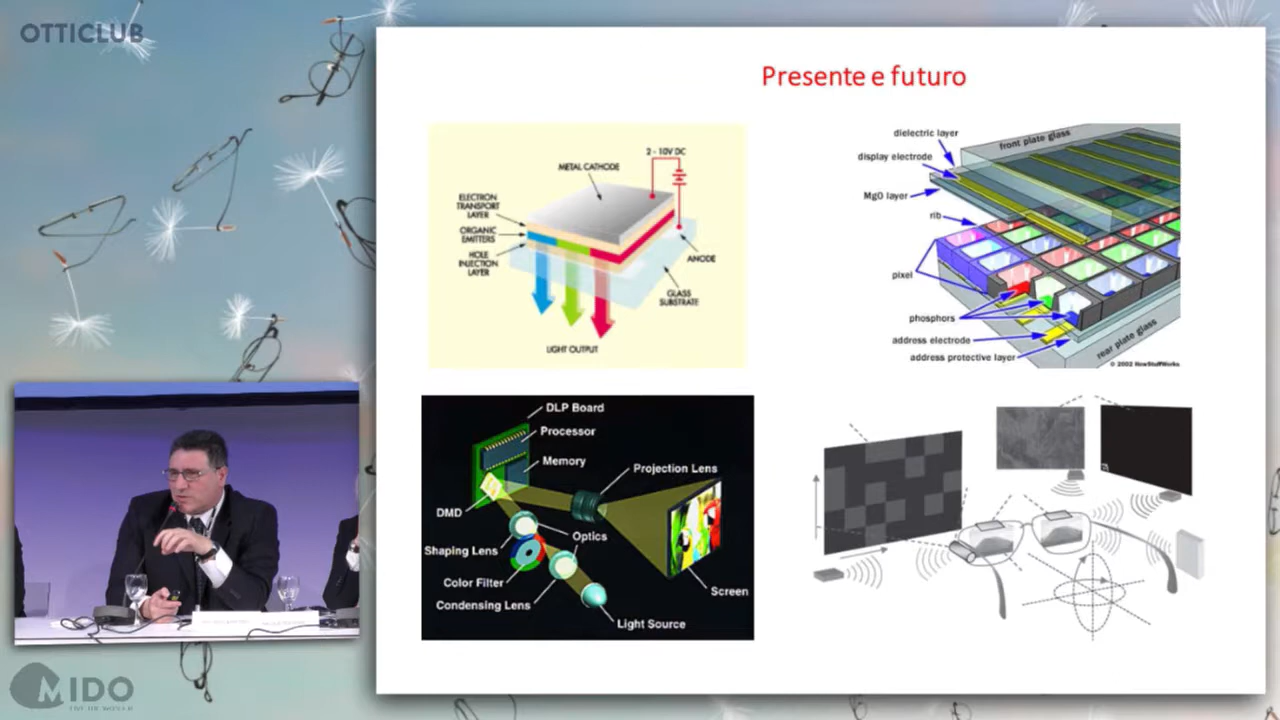 OTTICLUB
Presente e futuro
2 - 10V DC
METAL CATHODE
ELECTRON
TRANSPORT
LAYER
ORGANIC
EMITTERS
HOLE
INJECTION
LAYER
ANODE
GLASS
SUBSTRATE
LIGHT OUTPUT
dielectric layer
front plate glass
display electrode
MgO layer
rib
pixel
phosphors
address electrode
rear plate glass
address protective layer
© 2002 HowStuffWorks
DLP Board
Processor
Memory
Projection Lens
DMD
Optics
Shaping Lens
Color Filter
Screen
Condensing Lens
Light Source
MIDO